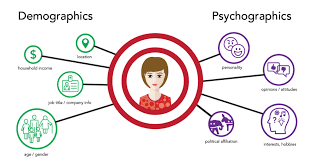 Demographics
Psychographics
location
household income
job title / company info
age / gender
personality
opinions / attitudes
political affiliation
interests, hobbies